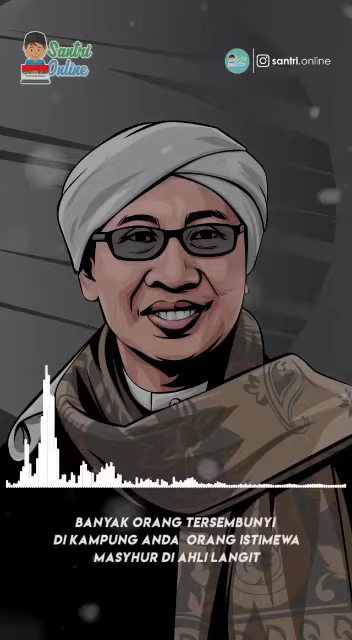 Santri
Online
santri.online
BANYAK ORANG TERSEMBUNYI
DI KAMPUNG ANDA ORANG ISTIMEWA
MASYHUR DI AHLI LANGIT